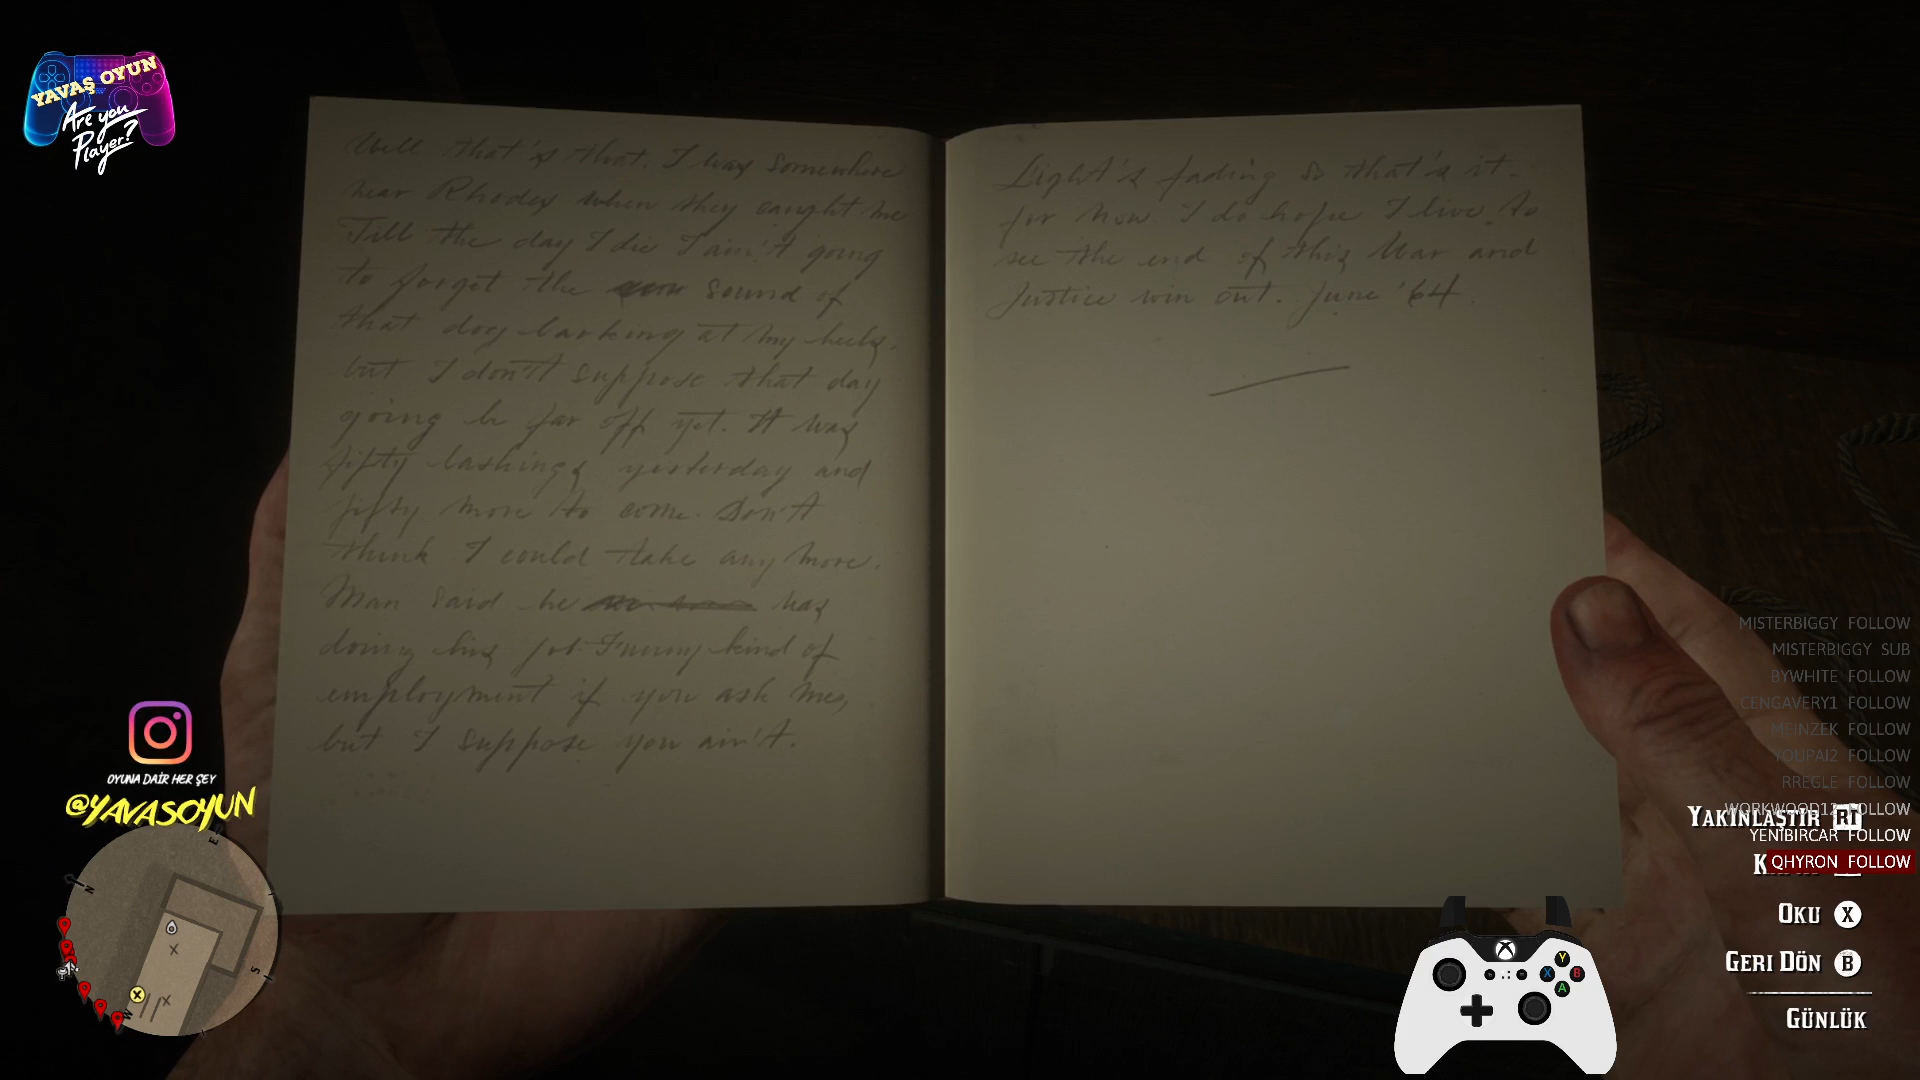 YAVAŞ OYUN
Are you
Player?
Well that's that. I was somewhere
near Rhodes when they caught me
Till the day I die I ain't going
to forget the sound of
that dog barking at my heels.
but I don't suppose that day
going be far off yet. It was
fifty lashings yesterday and
fifty more to come. Don't
think I could take any more.
Man said he was
doing his job. Funny kind of
employment if you ask me,
but I suppose you ain't.
Light's fading so that's it.
for now I do hope I live to
see the end of this War and
Justice win out. June '64.
OYUNA DAİR HER ŞEY
@YAVASOYUN
E
N
S
W
MISTERBIGGY FOLLOW
MISTERBIGGY SUB
BYWHITE FOLLOW
CENGAVERY1 FOLLOW
MEINZEK FOLLOW
YOUPAI2 FOLLOW
RREGLE FOLLOW
WORKWOOD12 FOLLOW
YAKINLAŞTIR RT
YENIBIRCAR FOLLOW
QHYRON FOLLOW
OKU X
GERI DÖN B
GÜNLÜK
Y
X
B
A